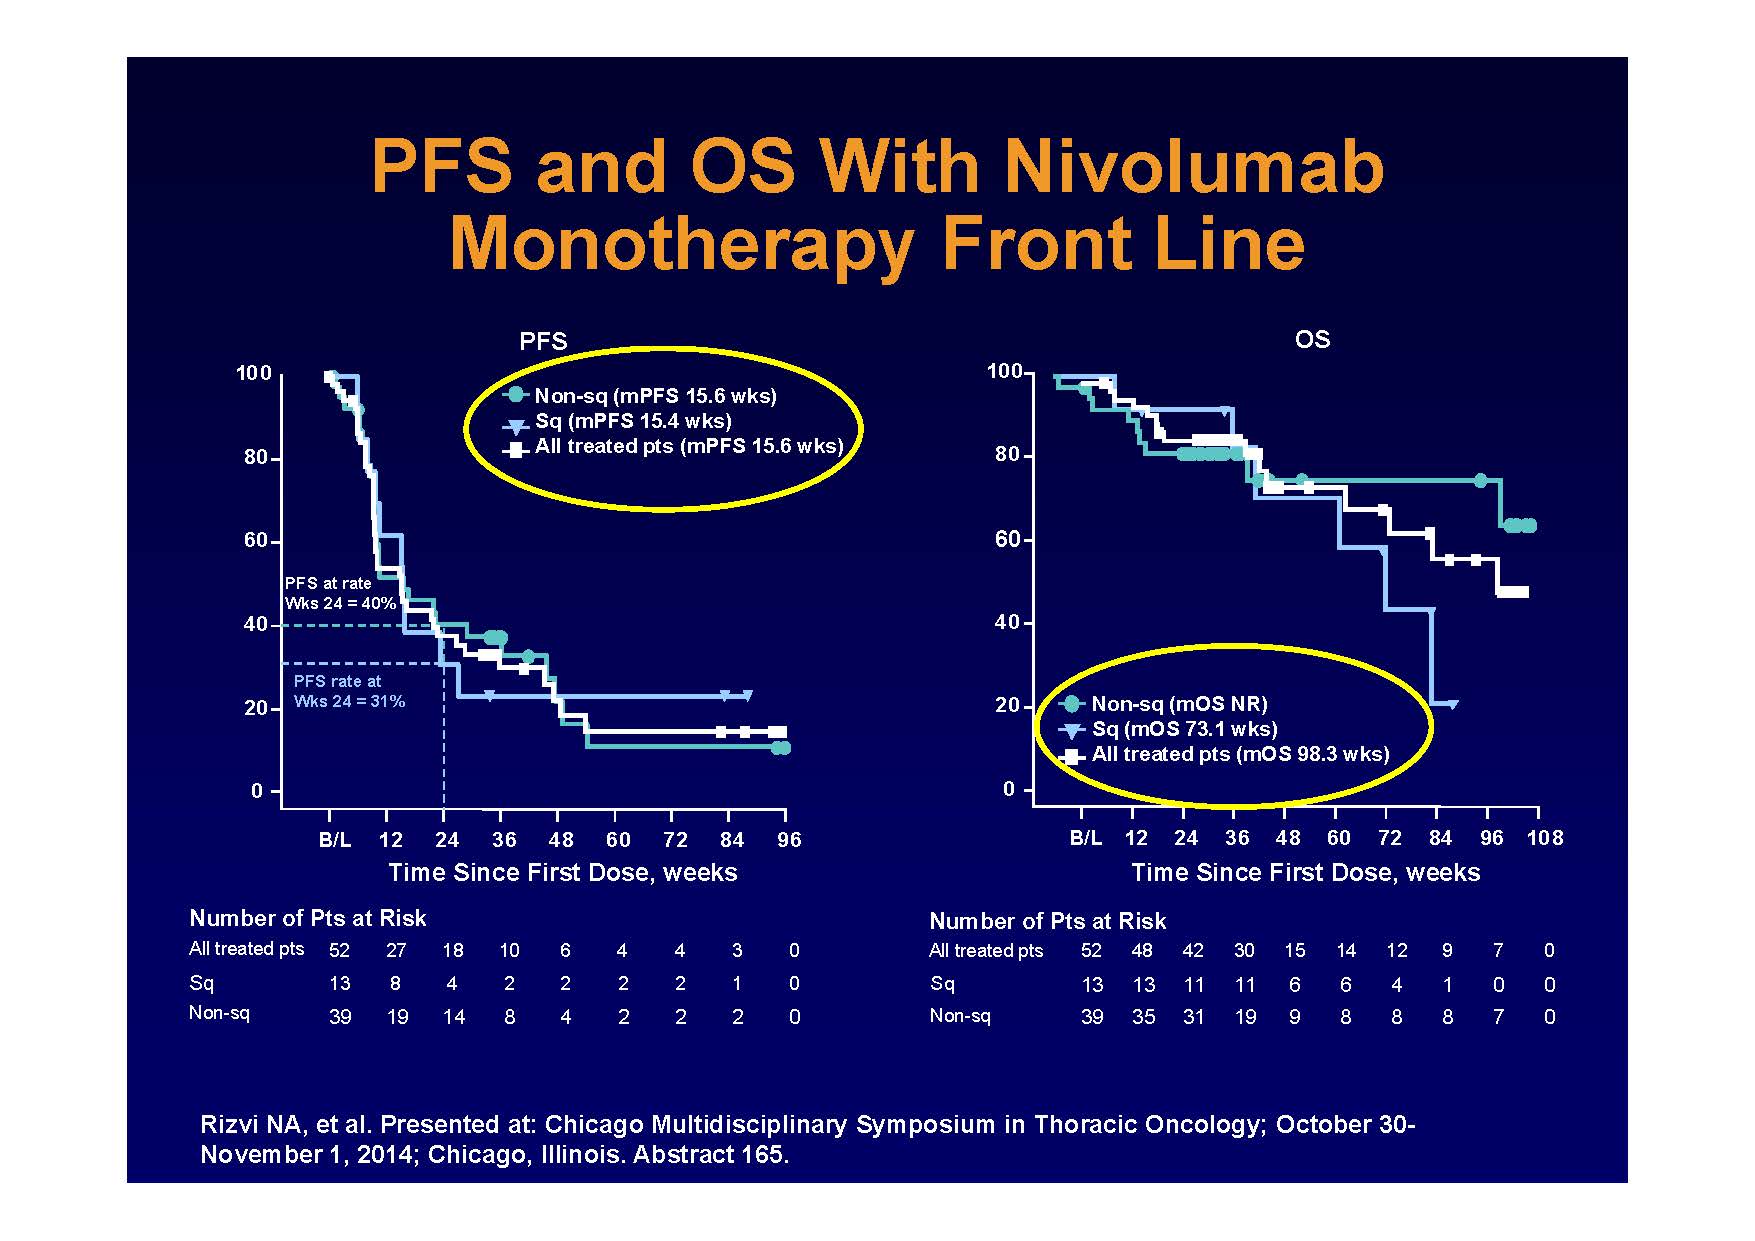 PFS and OS With Nivolumab
Monotherapy Front Line
PFS
100
80
60
40
20
0
Non-sq (mPFS 15.6 wks)
Sq (mPFS 15.4 wks)
All treated pts (mPFS 15.6 wks)
PFS at rate
Wks 24 = 40%
PFS rate at
Wks 24 = 31%
B/L 12 24 36 48 60 72 84 96
Time Since First Dose, weeks
Number of Pts at Risk
All treated pts 52 27 18 10 6 4 4 3 0
Sq 13 8 4 2 2 2 2 1 0
Non-sq 39 19 14 8 4 2 2 2 0
OS
100
80
60
40
20
0
Non-sq (mOS NR)
Sq (mOS 73.1 wks)
All treated pts (mOS 98.3 wks)
B/L 12 24 36 48 60 72 84 96 108
Time Since First Dose, weeks
Number of Pts at Risk
All treated pts 52 48 42 30 15 14 12 9 7 0
Sq 13 13 11 11 6 6 4 1 0 0
Non-sq 39 35 31 19 9 8 8 8 7 0
Rizvi NA, et al. Presented at: Chicago Multidisciplinary Symposium in Thoracic Oncology; October 30-
November 1, 2014; Chicago, Illinois. Abstract 165.